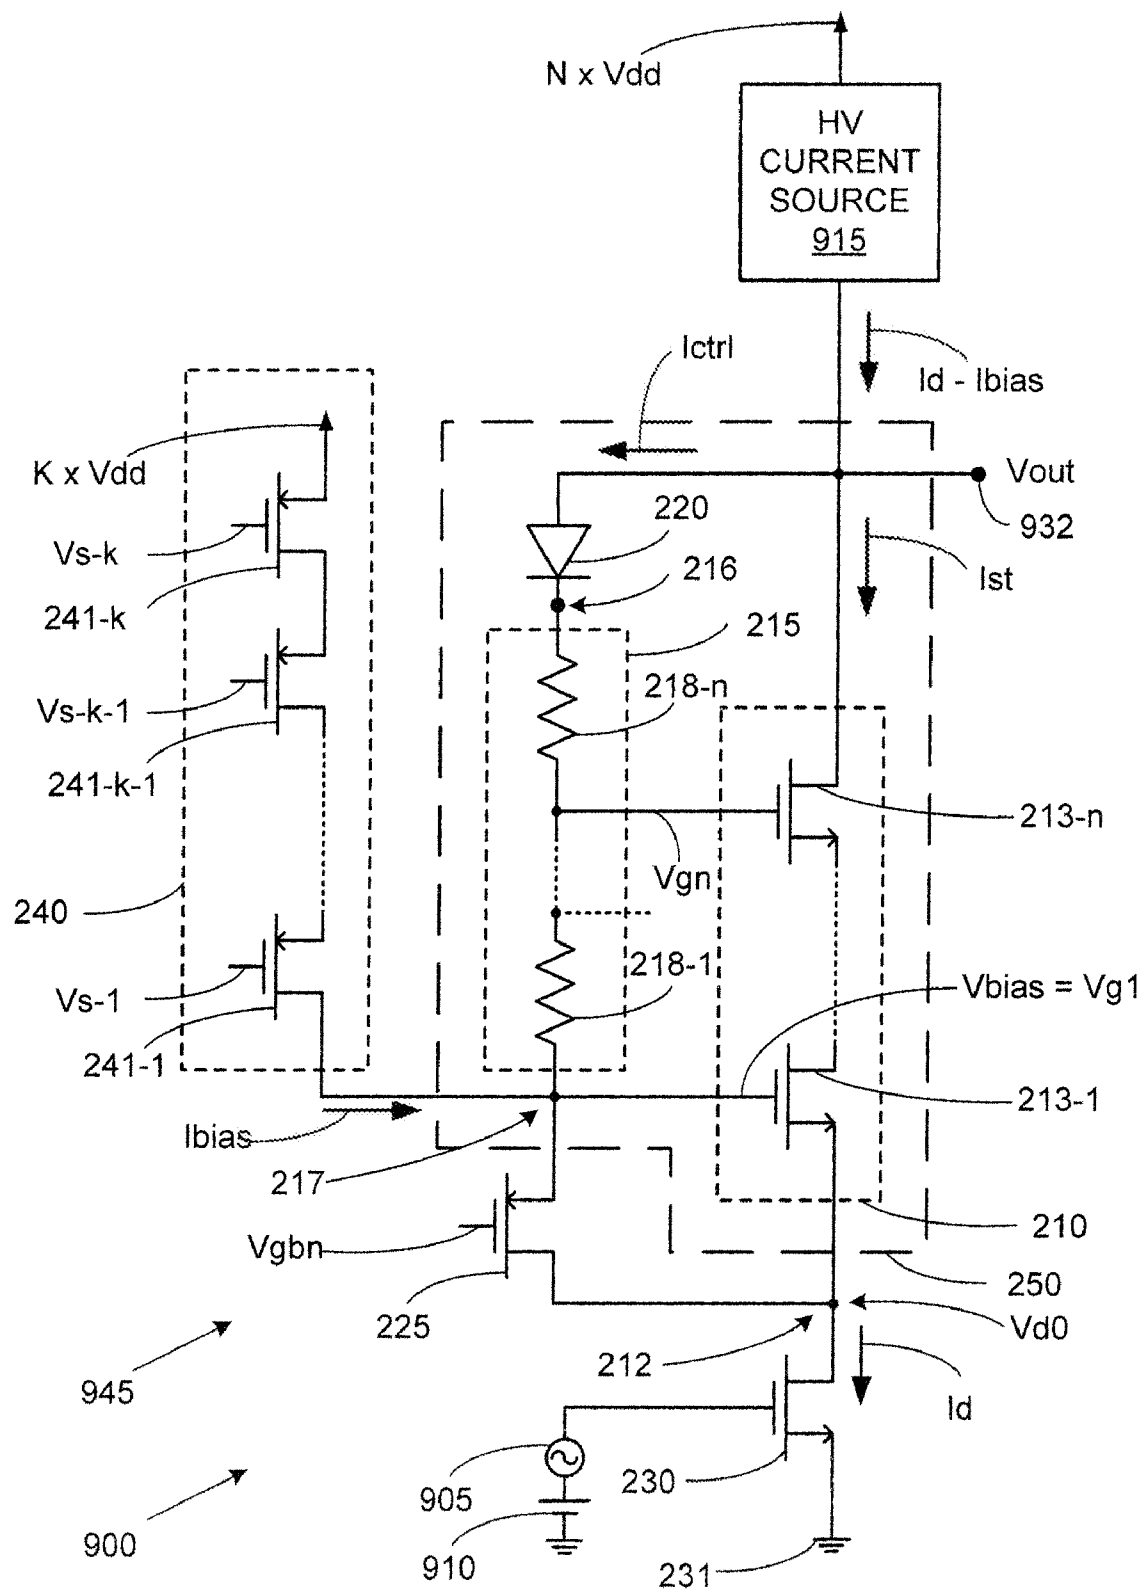 N x Vdd
HV
CURRENT
SOURCE
915
Ictrl
Id - Ibias
K x Vdd
Vout
220
932
Vs-k
216
Ist
241-k
215
218-n
Vs-k-1
241-k-1
213-n
Vgn
240
218-1
Vs-1
Vbias = Vg1
241-1
213-1
Ibias
217
210
Vgbn
250
225
Vd0
212
945
Id
905
230
900
910
231